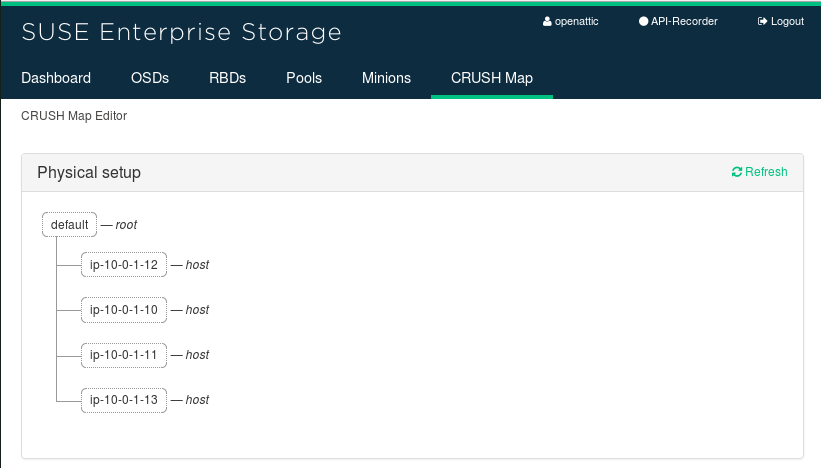 SUSE Enterprise Storage
openattic API-Recorder Logout
Dashboard OSDs RBDs Pools Minions CRUSH Map
CRUSH Map Editor
Physical setup Refresh
default — root
ip-10-0-1-12 — host
ip-10-0-1-10 — host
ip-10-0-1-11 — host
ip-10-0-1-13 — host